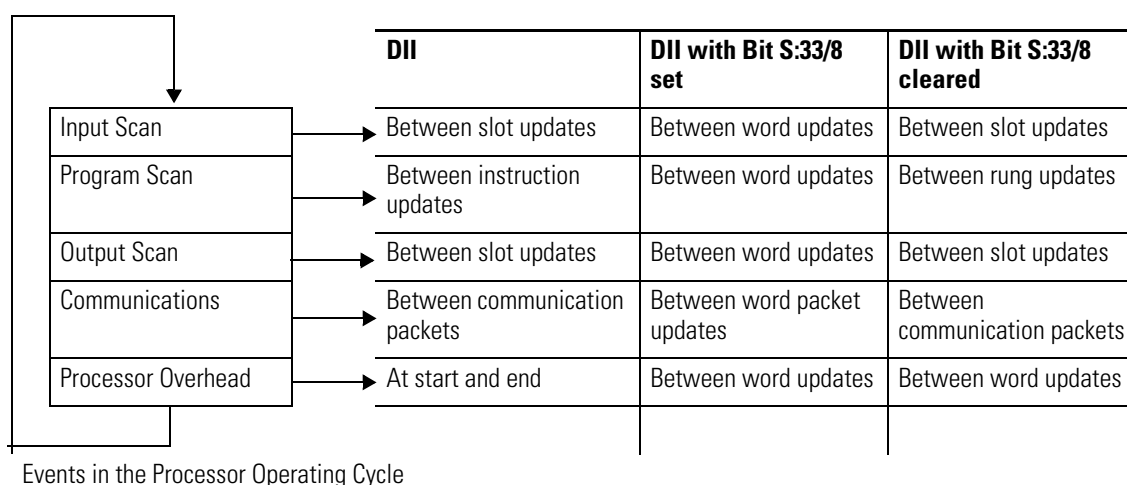 DII
DII with Bit S:33/8
set
DII with Bit S:33/8
cleared
Input Scan
Between slot updates
Between word updates
Between slot updates
Program Scan
Between instruction
updates
Between word updates
Between rung updates
Output Scan
Between slot updates
Between word updates
Between slot updates
Communications
Between communication
packets
Between word packet
updates
Between
communication packets
Processor Overhead
At start and end
Between word updates
Between word updates
Events in the Processor Operating Cycle